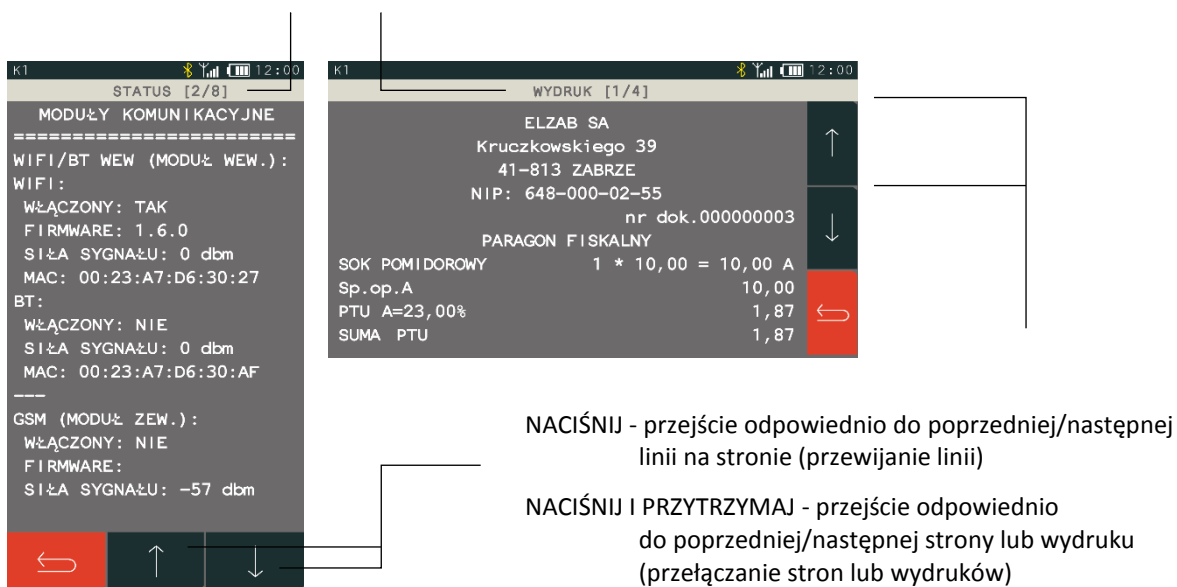 K1 12:00
STATUS [2/8]
MODUŁY KOMUNIKACYJNE
=========================
WIFI/BT WEW (MODUŁ WEW.):
WIFI:
WŁĄCZONY: TAK
FIRMWARE: 1.6.0
SIŁA SYGNAŁU: 0 dbm
MAC: 00:23:A7:D6:30:27
BT:
WŁĄCZONY: NIE
SIŁA SYGNAŁU: 0 dbm
MAC: 00:23:A7:D6:30:AF
---
GSM (MODUŁ ZEW.):
WŁĄCZONY: NIE
FIRMWARE:
SIŁA SYGNAŁU: -57 dbm
K1 12:00
WYDRUK [1/4]
ELZAB SA
Kruczkowskiego 39
41-813 ZABRZE
NIP: 648-000-02-55
nr dok.000000003
PARAGON FISKALNY
SOK POMIDOROWY 1 * 10,00 = 10,00 A
Sp.op.A 10,00
PTU A=23,00% 1,87
SUMA PTU 1,87
NACIŚNIJ - przejście odpowiednio do poprzedniej/następnej
linii na stronie (przewijanie linii)
NACIŚNIJ I PRZYTRZYMAJ - przejście odpowiednio
do poprzedniej/następnej strony lub wydruku
(przełączanie stron lub wydruków)